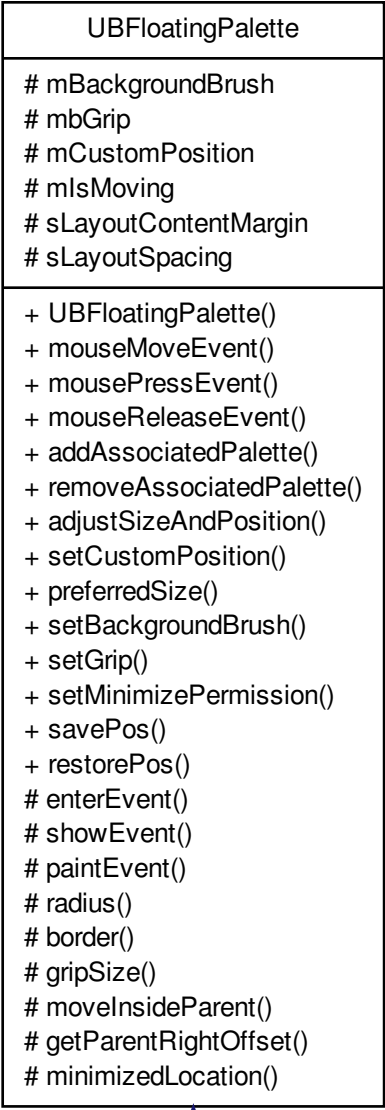 UBFloatingPalette
# mBackgroundBrush
# mbGrip
# mCustomPosition
# mIsMoving
# sLayoutContentMargin
# sLayoutSpacing
+ UBFloatingPalette()
+ mouseMoveEvent()
+ mousePressEvent()
+ mouseReleaseEvent()
+ addAssociatedPalette()
+ removeAssociatedPalette()
+ adjustSizeAndPosition()
+ setCustomPosition()
+ preferredSize()
+ setBackgroundBrush()
+ setGrip()
+ setMinimizePermission()
+ savePos()
+ restorePos()
# enterEvent()
# showEvent()
# paintEvent()
# radius()
# border()
# gripSize()
# moveInsideParent()
# getParentRightOffset()
# minimizedLocation()